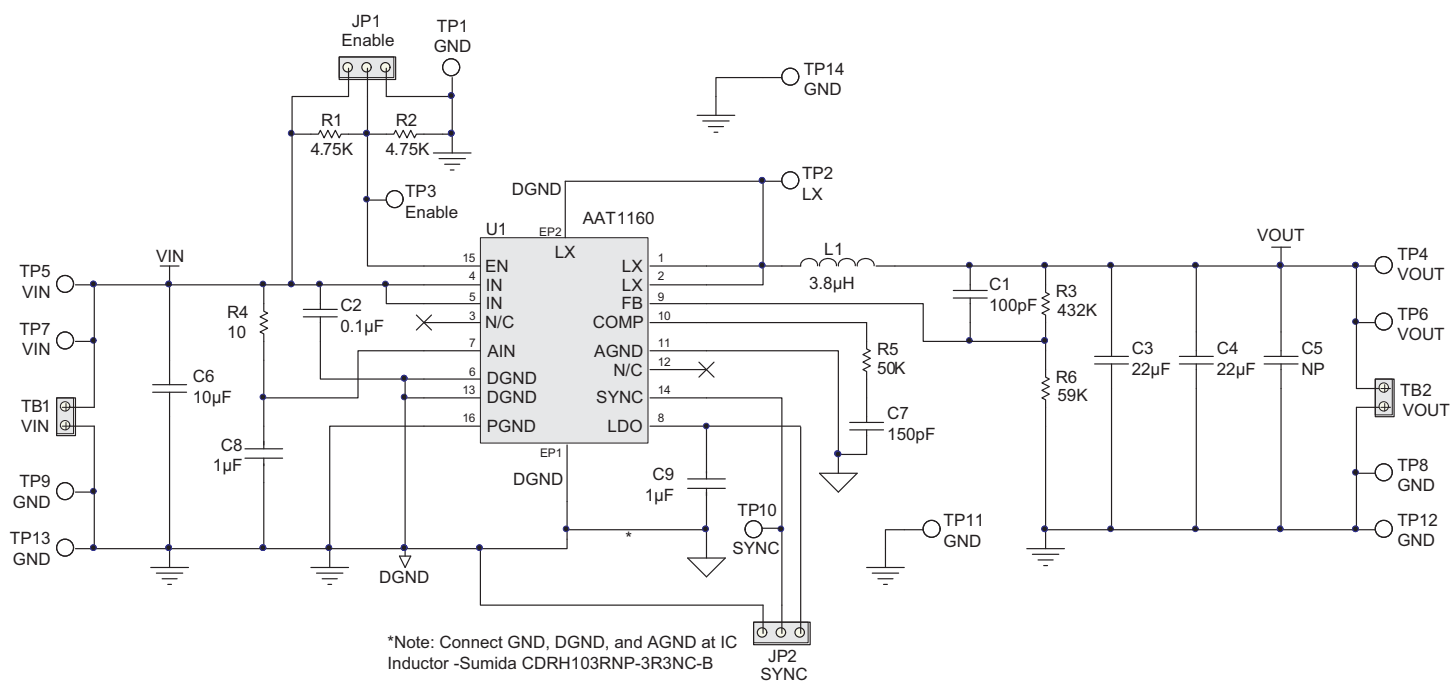 JP1
Enable
TP1
GND
TP14
GND
R1
4.75K
R2
4.75K
TP3
Enable
DGND
TP2
LX
U1
EP2
AAT1160
LX
VIN
TP5
VIN
TP7
VIN
TB1
VIN
TP9
GND
TP13
GND
C6
10µF
R4
10
C8
1µF
C2
0.1µF
15 EN
4 IN
5 IN
3 N/C
7 AIN
6 DGND
13 DGND
16 PGND
LX 1
LX 2
FB 9
COMP 10
AGND 11
N/C 12
SYNC 14
LDO 8
EP1
DGND
DGND
L1
3.8µH
C1
100pF
R3
432K
R5
50K
C7
150pF
R6
59K
C9
1µF
TP10
SYNC
*
TP11
GND
VOUT
C3
22µF
C4
22µF
C5
NP
TP4
VOUT
TP6
VOUT
TB2
VOUT
TP8
GND
TP12
GND
*Note: Connect GND, DGND, and AGND at IC
Inductor -Sumida CDRH103RNP-3R3NC-B
JP2
SYNC